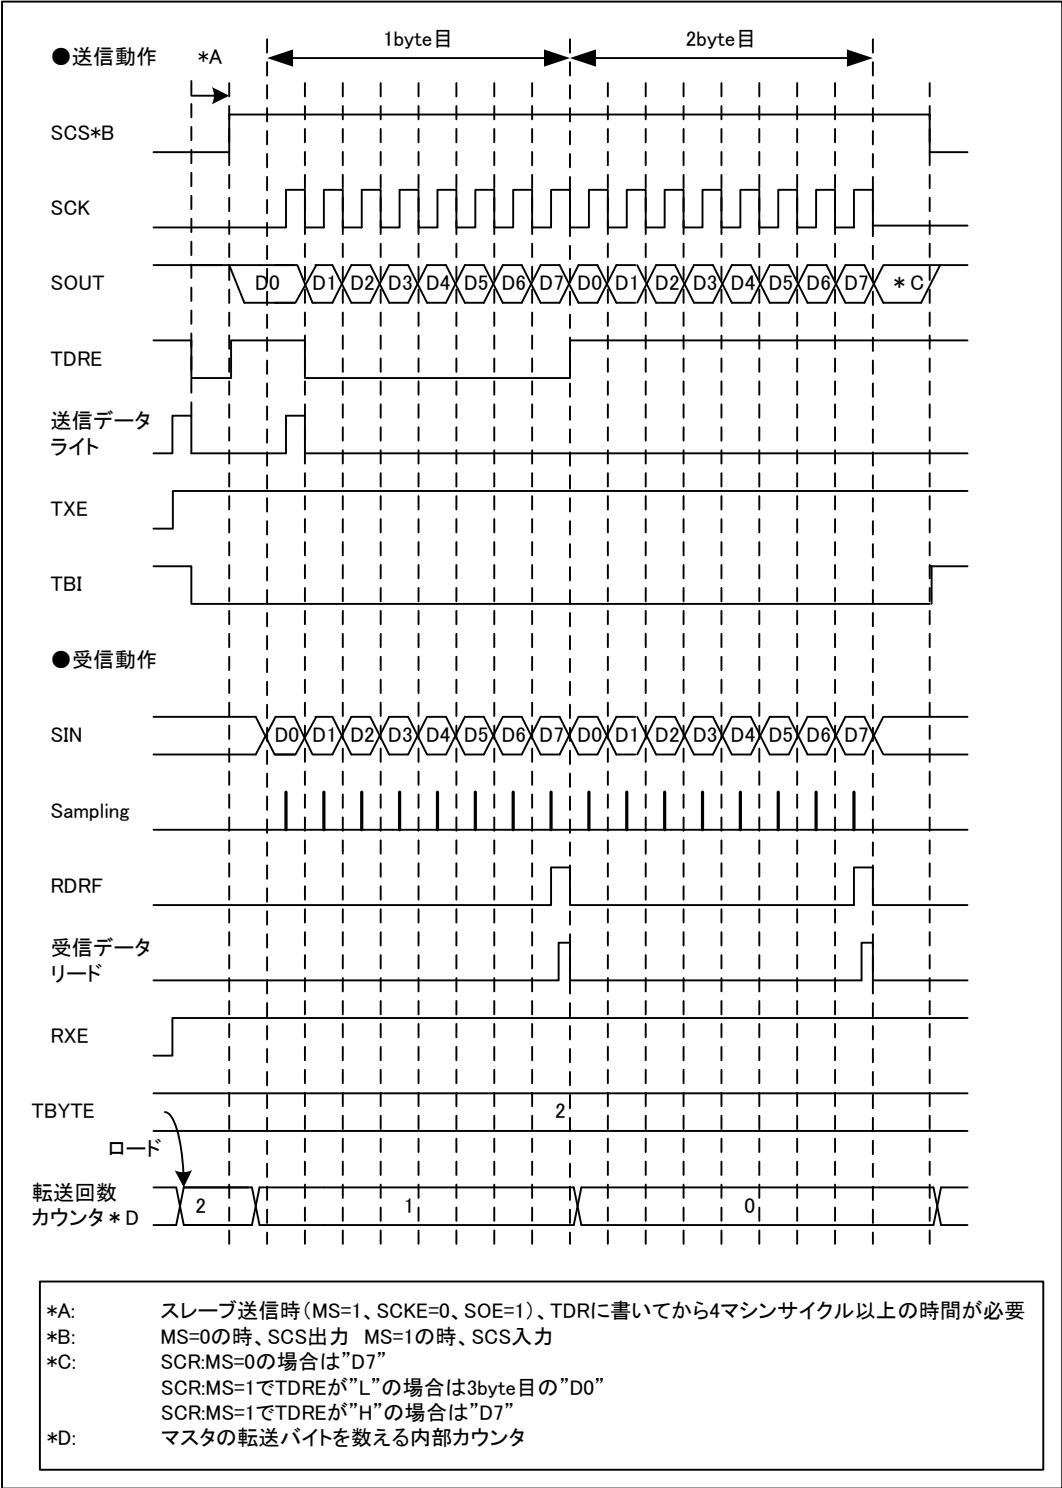 1byte目 2byte目
●送信動作 *A
SCS*B
SCK
SOUT D0 D1 D2 D3 D4 D5 D6 D7 D0 D1 D2 D3 D4 D5 D6 D7 *C
TDRE
送信データ
ライト
TXE
TBI
●受信動作
SIN D0 D1 D2 D3 D4 D5 D6 D7 D0 D1 D2 D3 D4 D5 D6 D7
Sampling
RDRF
受信データ
リード
RXE
TBYTE 2
ロード
転送回数
カウンタ*D 2 1 0
*A: スレーブ送信時(MS=1、SCKE=0、SOE=1)、TDRに書いてから4マシンサイクル以上の時間が必要
*B: MS=0の時、SCS出力 MS=1の時、SCS入力
*C: SCR:MS=0の場合は”D7”
SCR:MS=1でTDREが”L”の場合は3byte目の”D0”
SCR:MS=1でTDREが”H”の場合は”D7”
*D: マスタの転送バイトを数える内部カウンタ